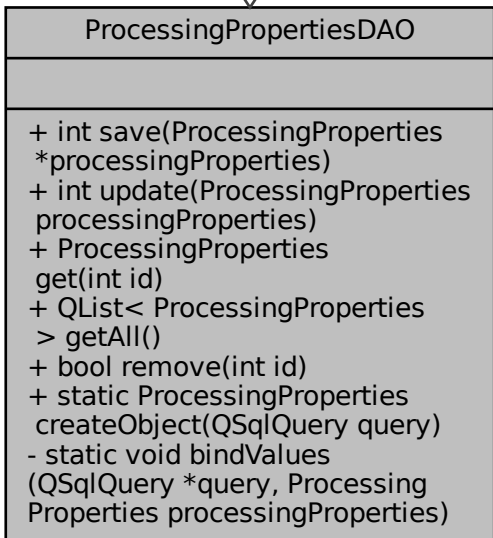 ProcessingPropertiesDAO
+ int save(ProcessingProperties
*processingProperties)
+ int update(ProcessingProperties
processingProperties)
+ ProcessingProperties
get(int id)
+ QList< ProcessingProperties
> getAll()
+ bool remove(int id)
+ static ProcessingProperties
createObject(QSqlQuery query)
- static void bindValues
(QSqlQuery *query, Processing
Properties processingProperties)